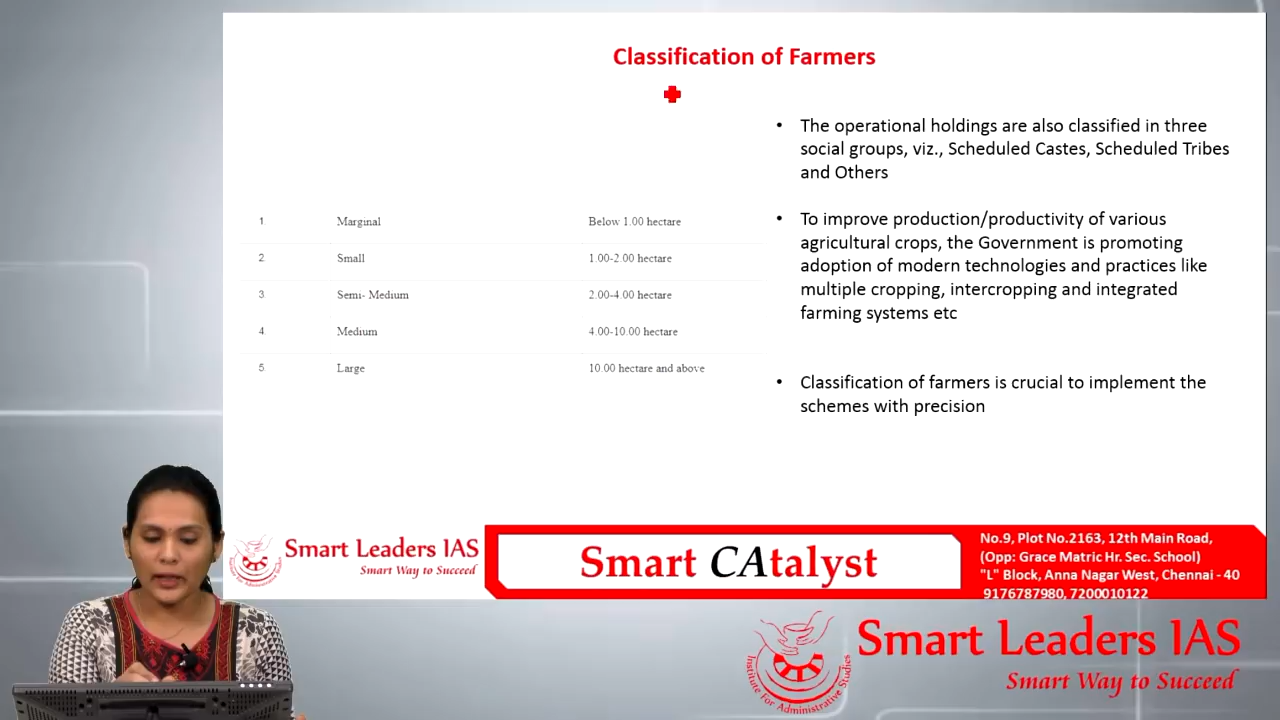 Classification of Farmers
1. Marginal Below 1.00 hectare
2. Small 1.00-2.00 hectare
3. Semi- Medium 2.00-4.00 hectare
4. Medium 4.00-10.00 hectare
5. Large 10.00 hectare and above
• The operational holdings are also classified in three
social groups, viz., Scheduled Castes, Scheduled Tribes
and Others
• To improve production/productivity of various
agricultural crops, the Government is promoting
adoption of modern technologies and practices like
multiple cropping, intercropping and integrated
farming systems etc
• Classification of farmers is crucial to implement the
schemes with precision
Smart Leaders IAS
Smart Way to Succeed
Smart CAtalyst
No.9, Plot No.2163, 12th Main Road,
(Opp: Grace Matric Hr. Sec. School)
"L" Block, Anna Nagar West, Chennai - 40
9176787980, 7200010122
Institute For Administrative Studies
Smart Leaders IAS
Smart Way to Succeed